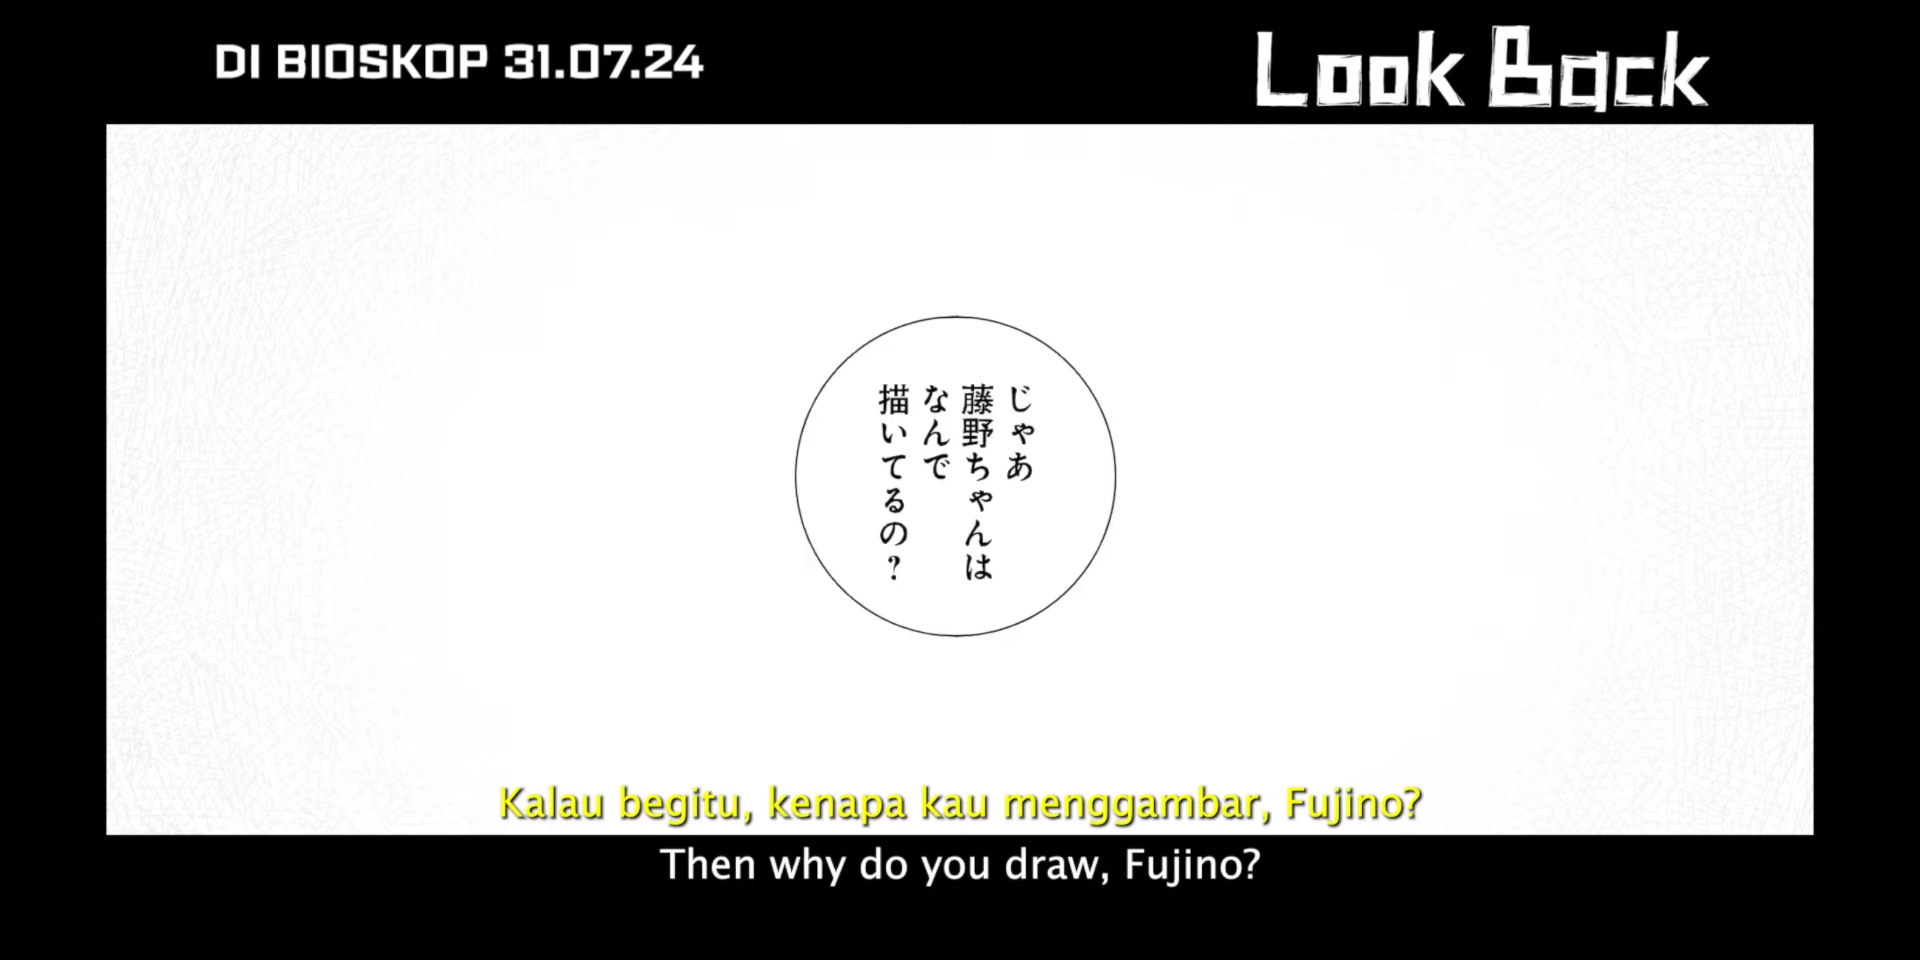 DI BIOSKOP 31.07.24
Look Back
じゃあ
藤野ちゃんは
なんで
描いてるの?
Kalau begitu, kenapa kau menggambar, Fujino?
Then why do you draw, Fujino?